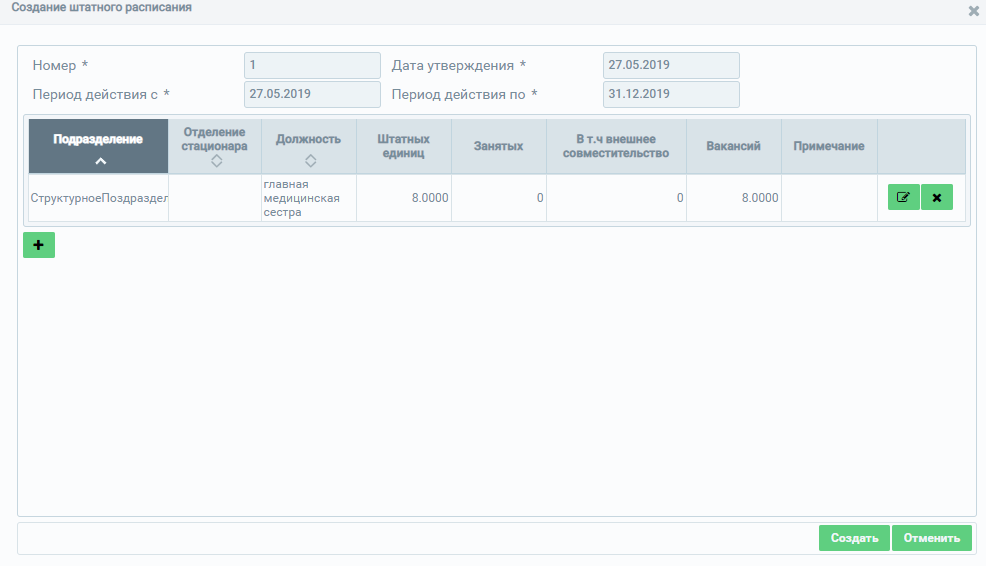 Создание штатного расписания
Номер * 1 Дата утверждения * 27.05.2019
Период действия с * 27.05.2019 Период действия по * 31.12.2019
Подразделение
Отделение
стационара
Должность
Штатных
единиц
Занятых
В т.ч внешнее
совместительство
Вакансий
Примечание
СтруктурноеПоздраздел
главная
медицинская
сестра
8.0000
0
0
8.0000
Создать
Отменить